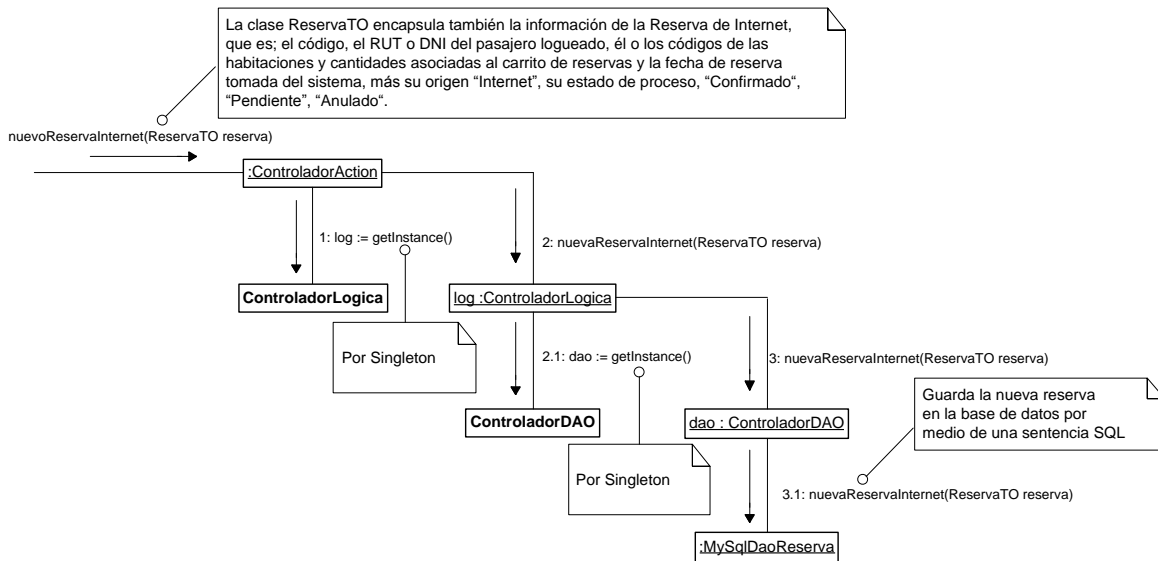 La clase ReservaTO encapsula también la información de la Reserva de Internet,
que es; el código, el RUT o DNI del pasajero logueado, él o los códigos de las
habitaciones y cantidades asociadas al carrito de reservas y la fecha de reserva
tomada del sistema, más su origen “Internet”, su estado de proceso, “Confirmado“,
“Pendiente”, “Anulado“.
nuevoReservaInternet(ReservaTO reserva)
:ControladorAction
1: log := getInstance()
2: nuevaReservaInternet(ReservaTO reserva)
ControladorLogica
log :ControladorLogica
Por Singleton
2.1: dao := getInstance()
3: nuevaReservaInternet(ReservaTO reserva)
Guarda la nueva reserva
en la base de datos por
medio de una sentencia SQL
ControladorDAO
dao : ControladorDAO
Por Singleton
3.1: nuevaReservaInternet(ReservaTO reserva)
:MySqlDaoReserva